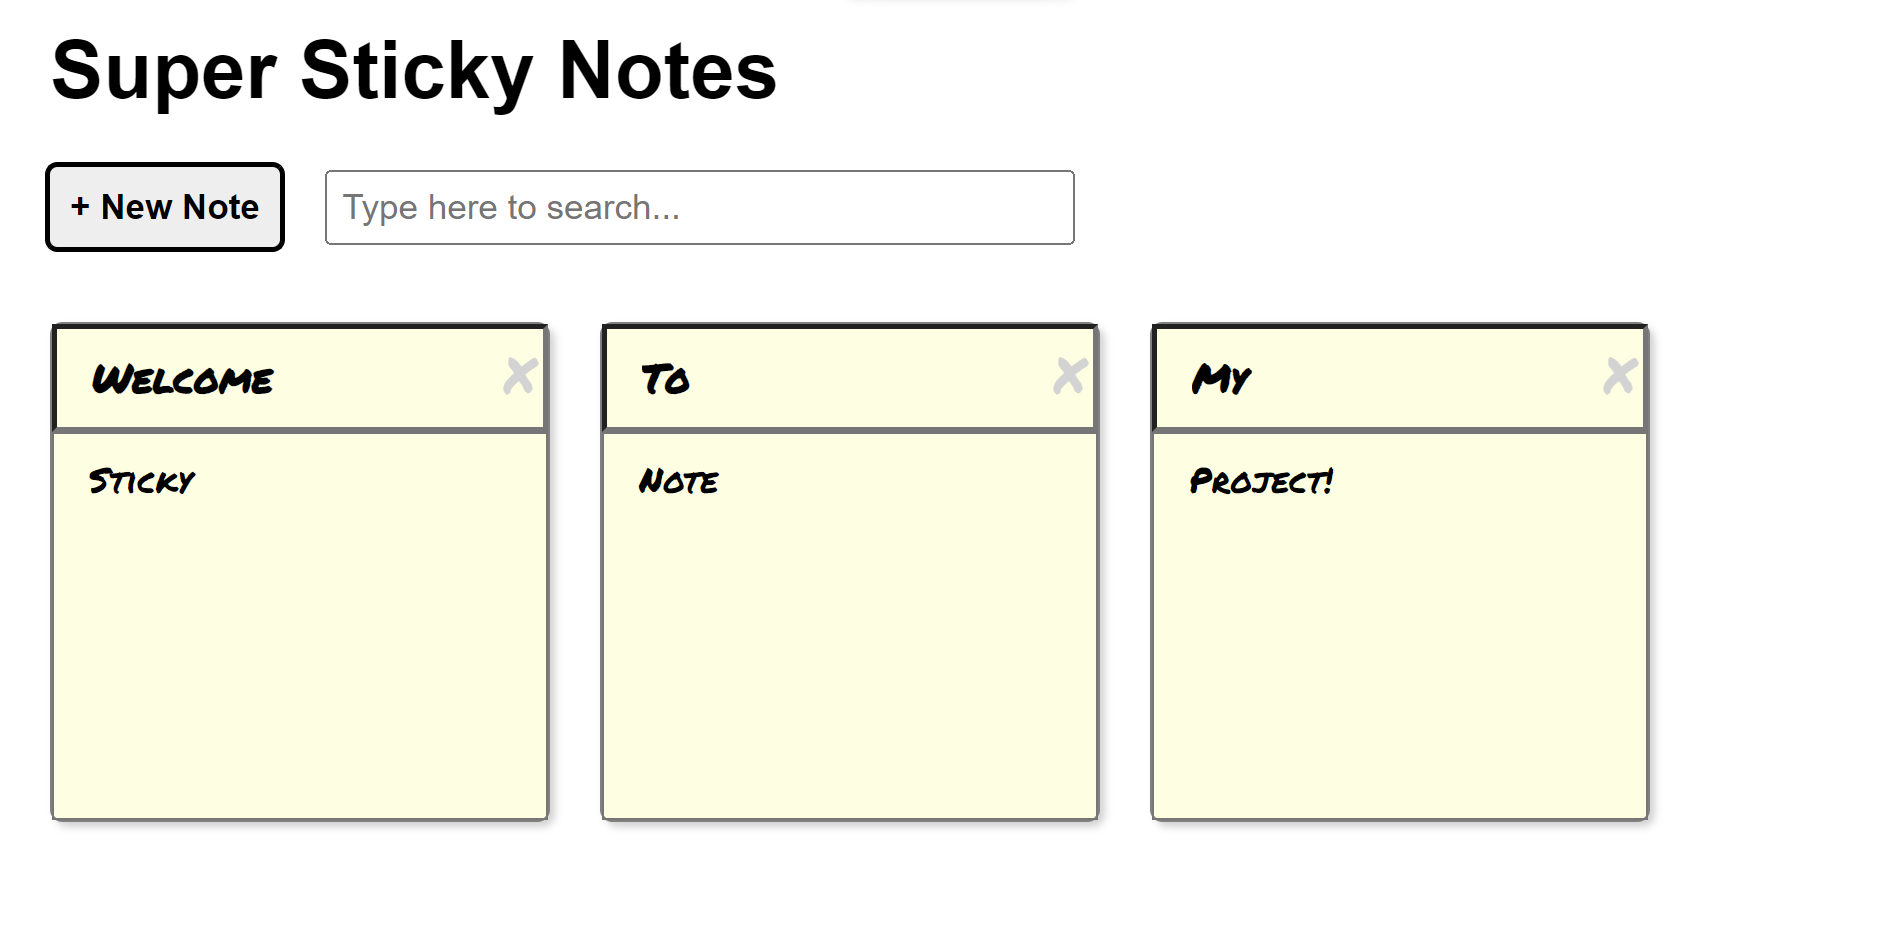 Super Sticky Notes
+ New Note
Type here to search...
Welcome ✘
To ✘
My ✘
Sticky
Note
Project!